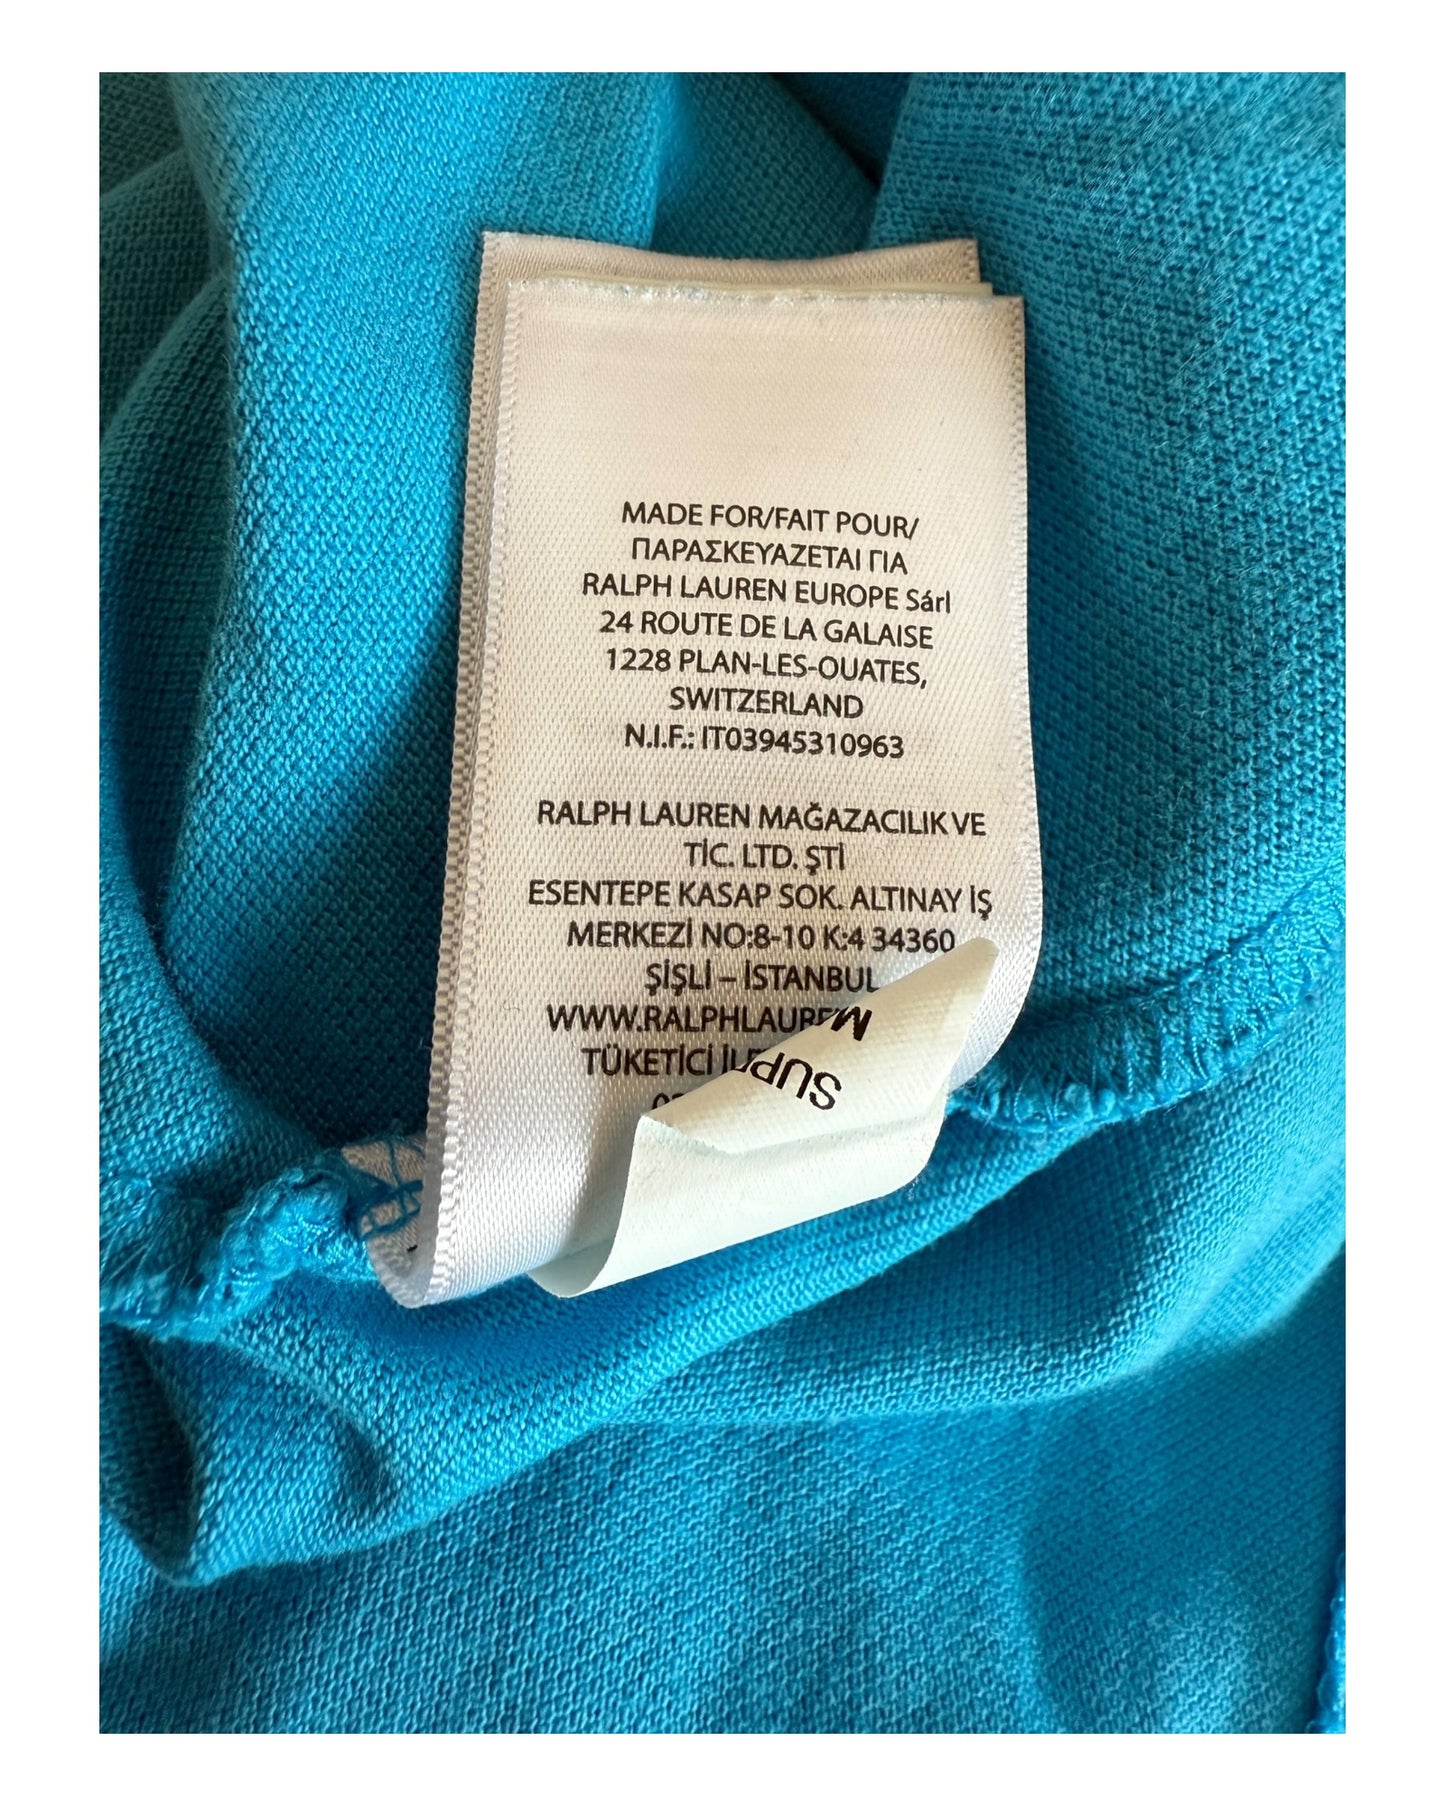 MADE FOR/FAIT POUR/
ΠΑΡΑΣΚΕΥΑΖΕΤΑΙ ΓΙΑ
RALPH LAUREN EUROPE Sárl
24 ROUTE DE LA GALAISE
1228 PLAN-LES-OUATES,
SWITZERLAND
N.I.F.: IT03945310963
RALPH LAUREN MAĞAZACILIK VE
TİC. LTD. ŞTİ
ESENTEPE KASAP SOK. ALTINAY İŞ
MERKEZİ NO:8-10 K:4 34360
ŞİŞLİ – İSTANBUL
TÜKETİCİ